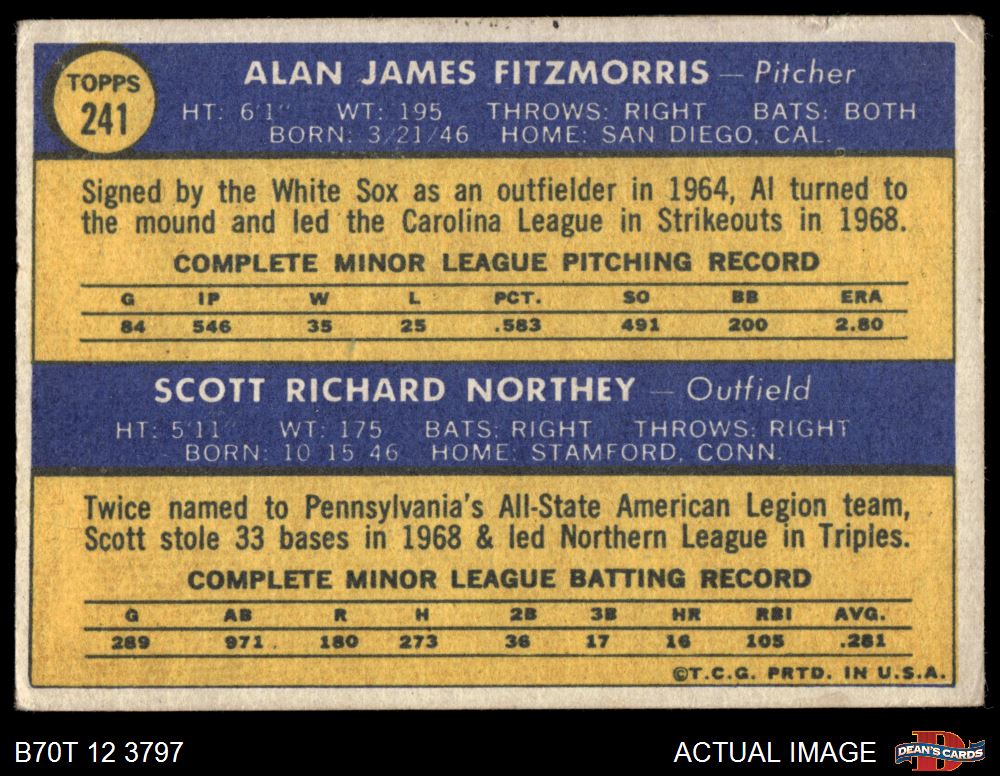 TOPPS
241
ALAN JAMES FITZMORRIS — Pitcher
HT: 6'1" WT: 195 THROWS: RIGHT BATS: BOTH
BORN: 3/21/46 HOME: SAN DIEGO, CAL.
Signed by the White Sox as an outfielder in 1964, Al turned to
the mound and led the Carolina League in Strikeouts in 1968.
COMPLETE MINOR LEAGUE PITCHING RECORD
G IP W L PCT. SO BB ERA
84 546 35 25 .583 491 200 2.80
SCOTT RICHARD NORTHEY — Outfield
HT: 5'11" WT: 175 BATS: RIGHT THROWS: RIGHT
BORN: 10 15 46 HOME: STAMFORD, CONN.
Twice named to Pennsylvania's All-State American Legion team,
Scott stole 33 bases in 1968 & led Northern League in Triples.
COMPLETE MINOR LEAGUE BATTING RECORD
G AB R H 2B 3B HR RBI AVG.
289 971 180 273 36 17 16 105 .281
©T.C.G. PRTD. IN U.S.A.
B70T 12 3797 ACTUAL IMAGE DEAN'S CARDS